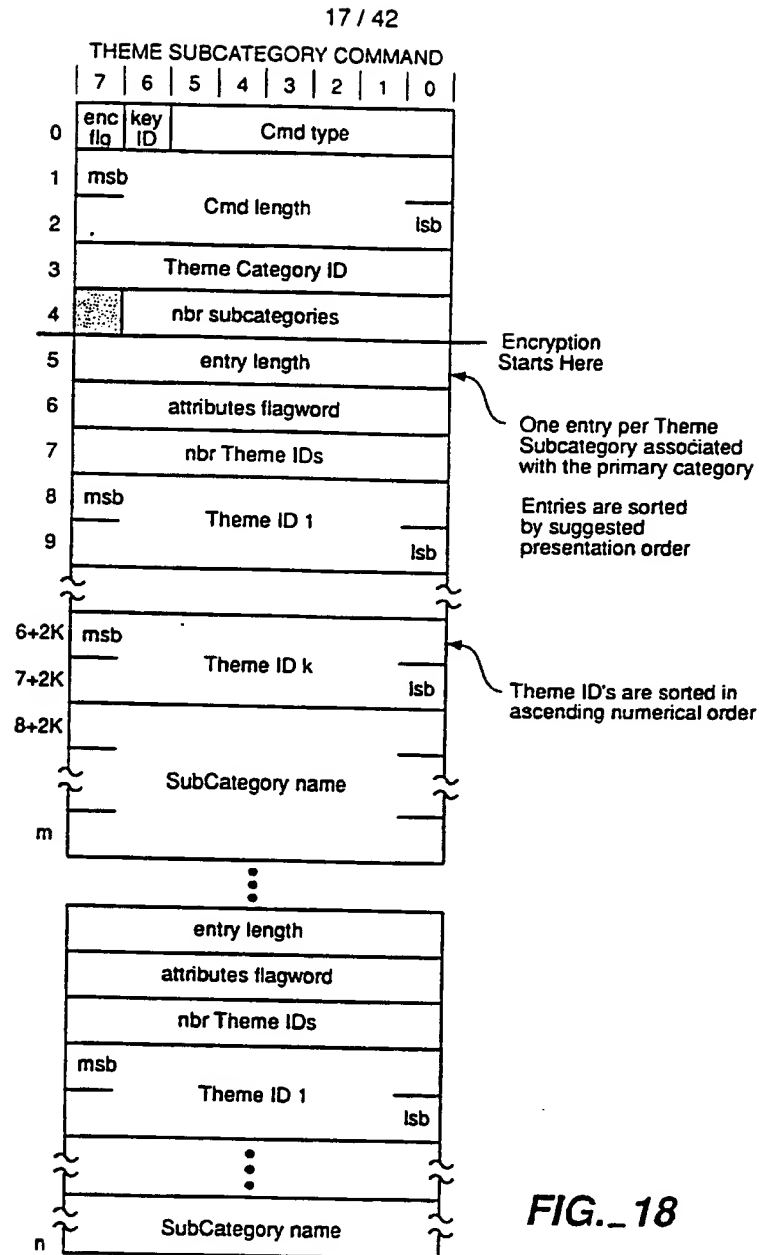 17 / 42
THEME SUBCATEGORY COMMAND
7 6 5 4 3 2 1 0
0 enc flg key ID Cmd type
1 msb
Cmd length
2 lsb
3 Theme Category ID
4 nbr subcategories
Encryption
Starts Here
5 entry length
6 attributes flagword
One entry per Theme
Subcategory associated
with the primary category
7 nbr Theme IDs
8 msb
Theme ID 1
9 lsb
Entries are sorted
by suggested
presentation order
6+2K msb
Theme ID k
7+2K lsb
Theme ID's are sorted in
ascending numerical order
8+2K
SubCategory name
m
entry length
attributes flagword
nbr Theme IDs
msb
Theme ID 1
lsb
SubCategory name
n
FIG._18